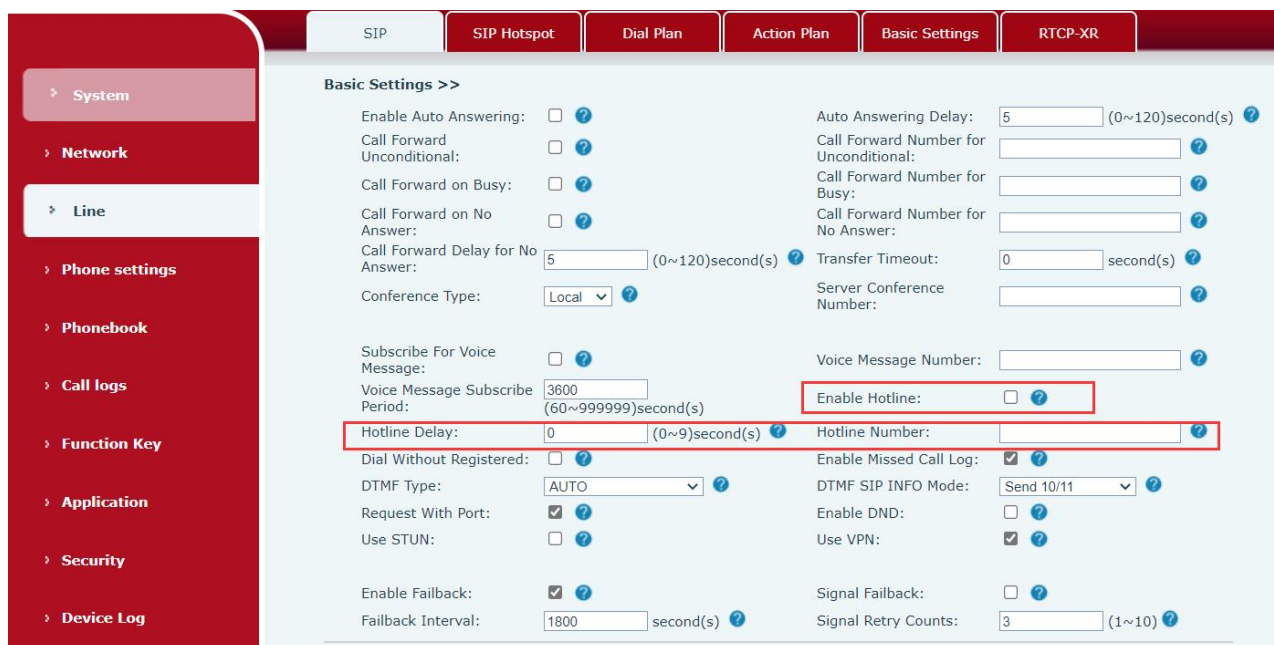 SIP
SIP Hotspot
Dial Plan
Action Plan
Basic Settings
RTCP-XR
System
Network
Line
Phone settings
Phonebook
Call logs
Function Key
Application
Security
Device Log
Basic Settings >>
Enable Auto Answering:
Auto Answering Delay: 5 (0~120)second(s)
Call Forward
Unconditional:
Call Forward Number for
Unconditional:
Call Forward on Busy:
Call Forward Number for
Busy:
Call Forward on No
Answer:
Call Forward Number for
No Answer:
Call Forward Delay for No
Answer:
5 (0~120)second(s)
Transfer Timeout: 0 second(s)
Conference Type: Local
Server Conference
Number:
Subscribe For Voice
Message:
Voice Message Number:
Voice Message Subscribe
Period:
3600
(60~999999)second(s)
Enable Hotline:
Hotline Delay: 0 (0~9)second(s)
Hotline Number:
Dial Without Registered:
Enable Missed Call Log:
DTMF Type: AUTO
DTMF SIP INFO Mode: Send 10/11
Request With Port:
Enable DND:
Use STUN:
Use VPN:
Enable Failback:
Signal Failback:
Failback Interval: 1800 second(s)
Signal Retry Counts: 3 (1~10)